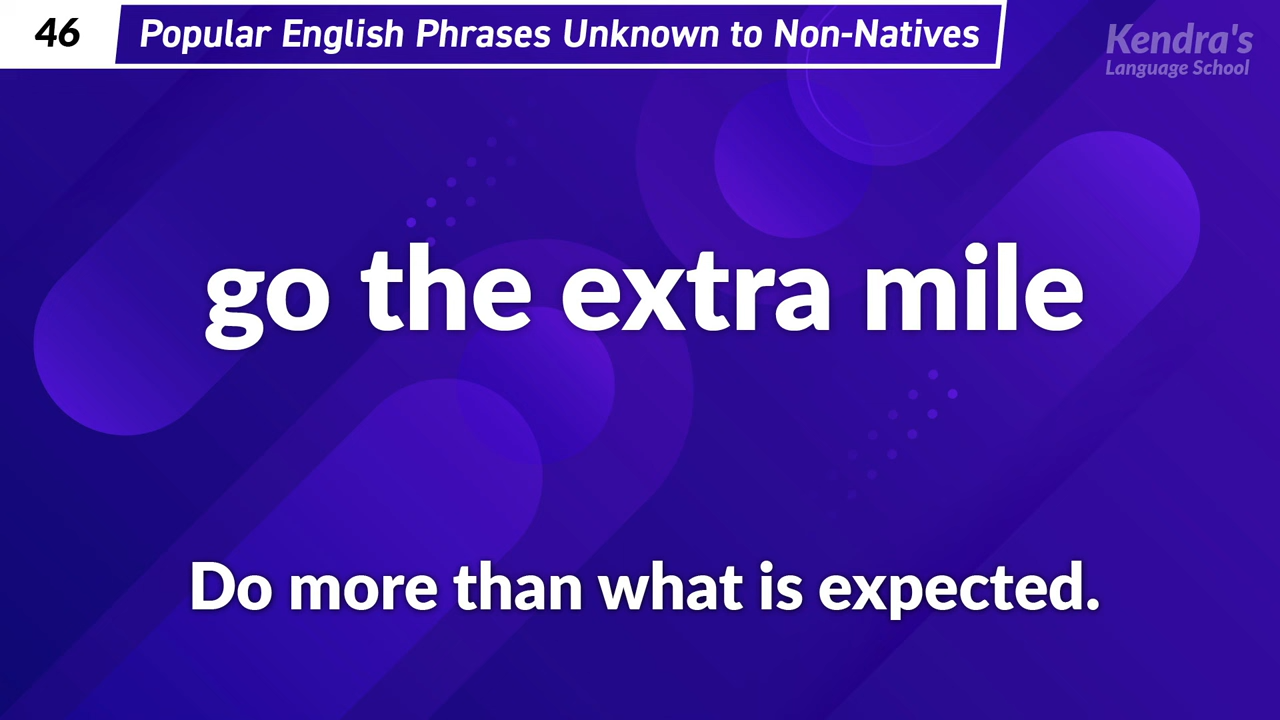 46
Popular English Phrases Unknown to Non-Natives
Kendra's
Language School
go the extra mile
Do more than what is expected.